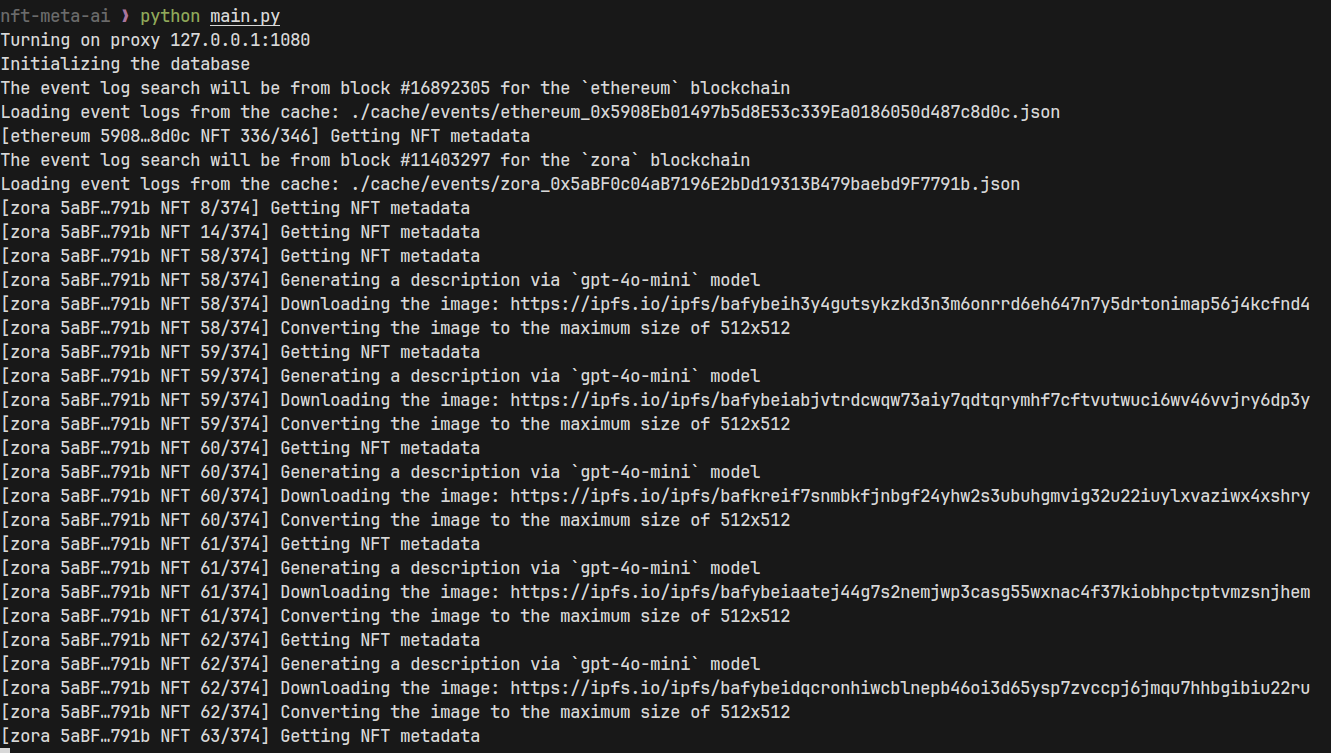 nft-meta-ai ❱ python main.py
Turning on proxy 127.0.0.1:1080
Initializing the database
The event log search will be from block #16892305 for the `ethereum` blockchain
Loading event logs from the cache: ./cache/events/ethereum_0x5908Eb01497b5d8E53c339Ea0186050d487c8d0c.json
[ethereum 5908…8d0c NFT 336/346] Getting NFT metadata
The event log search will be from block #11403297 for the `zora` blockchain
Loading event logs from the cache: ./cache/events/zora_0x5aBF0c04aB7196E2bDd19313B479baebd9F7791b.json
[zora 5aBF…791b NFT 8/374] Getting NFT metadata
[zora 5aBF…791b NFT 14/374] Getting NFT metadata
[zora 5aBF…791b NFT 58/374] Getting NFT metadata
[zora 5aBF…791b NFT 58/374] Generating a description via `gpt-4o-mini` model
[zora 5aBF…791b NFT 58/374] Downloading the image: https://ipfs.io/ipfs/bafybeih3y4gutsykzkd3n3m6onrrd6eh647n7y5drtonimap56j4kcfnd4
[zora 5aBF…791b NFT 58/374] Converting the image to the maximum size of 512x512
[zora 5aBF…791b NFT 59/374] Getting NFT metadata
[zora 5aBF…791b NFT 59/374] Generating a description via `gpt-4o-mini` model
[zora 5aBF…791b NFT 59/374] Downloading the image: https://ipfs.io/ipfs/bafybeiabjvtrdcwqw73aiy7qdtqrymhf7cftvutwuci6wv46vvjry6dp3y
[zora 5aBF…791b NFT 59/374] Converting the image to the maximum size of 512x512
[zora 5aBF…791b NFT 60/374] Getting NFT metadata
[zora 5aBF…791b NFT 60/374] Generating a description via `gpt-4o-mini` model
[zora 5aBF…791b NFT 60/374] Downloading the image: https://ipfs.io/ipfs/bafkreif7snmbkfjnbgf24yhw2s3ubuhgmvig32u22iuylxvaziwx4xshry
[zora 5aBF…791b NFT 60/374] Converting the image to the maximum size of 512x512
[zora 5aBF…791b NFT 61/374] Getting NFT metadata
[zora 5aBF…791b NFT 61/374] Generating a description via `gpt-4o-mini` model
[zora 5aBF…791b NFT 61/374] Downloading the image: https://ipfs.io/ipfs/bafybeiaatej44g7s2nemjwp3casg55wxnac4f37kiobhpctptvmzsnjhem
[zora 5aBF…791b NFT 61/374] Converting the image to the maximum size of 512x512
[zora 5aBF…791b NFT 62/374] Getting NFT metadata
[zora 5aBF…791b NFT 62/374] Generating a description via `gpt-4o-mini` model
[zora 5aBF…791b NFT 62/374] Downloading the image: https://ipfs.io/ipfs/bafybeidqcronhiwcblnepb46oi3d65ysp7zvccpj6jmqu7hhbgibiu22ru
[zora 5aBF…791b NFT 62/374] Converting the image to the maximum size of 512x512
[zora 5aBF…791b NFT 63/374] Getting NFT metadata